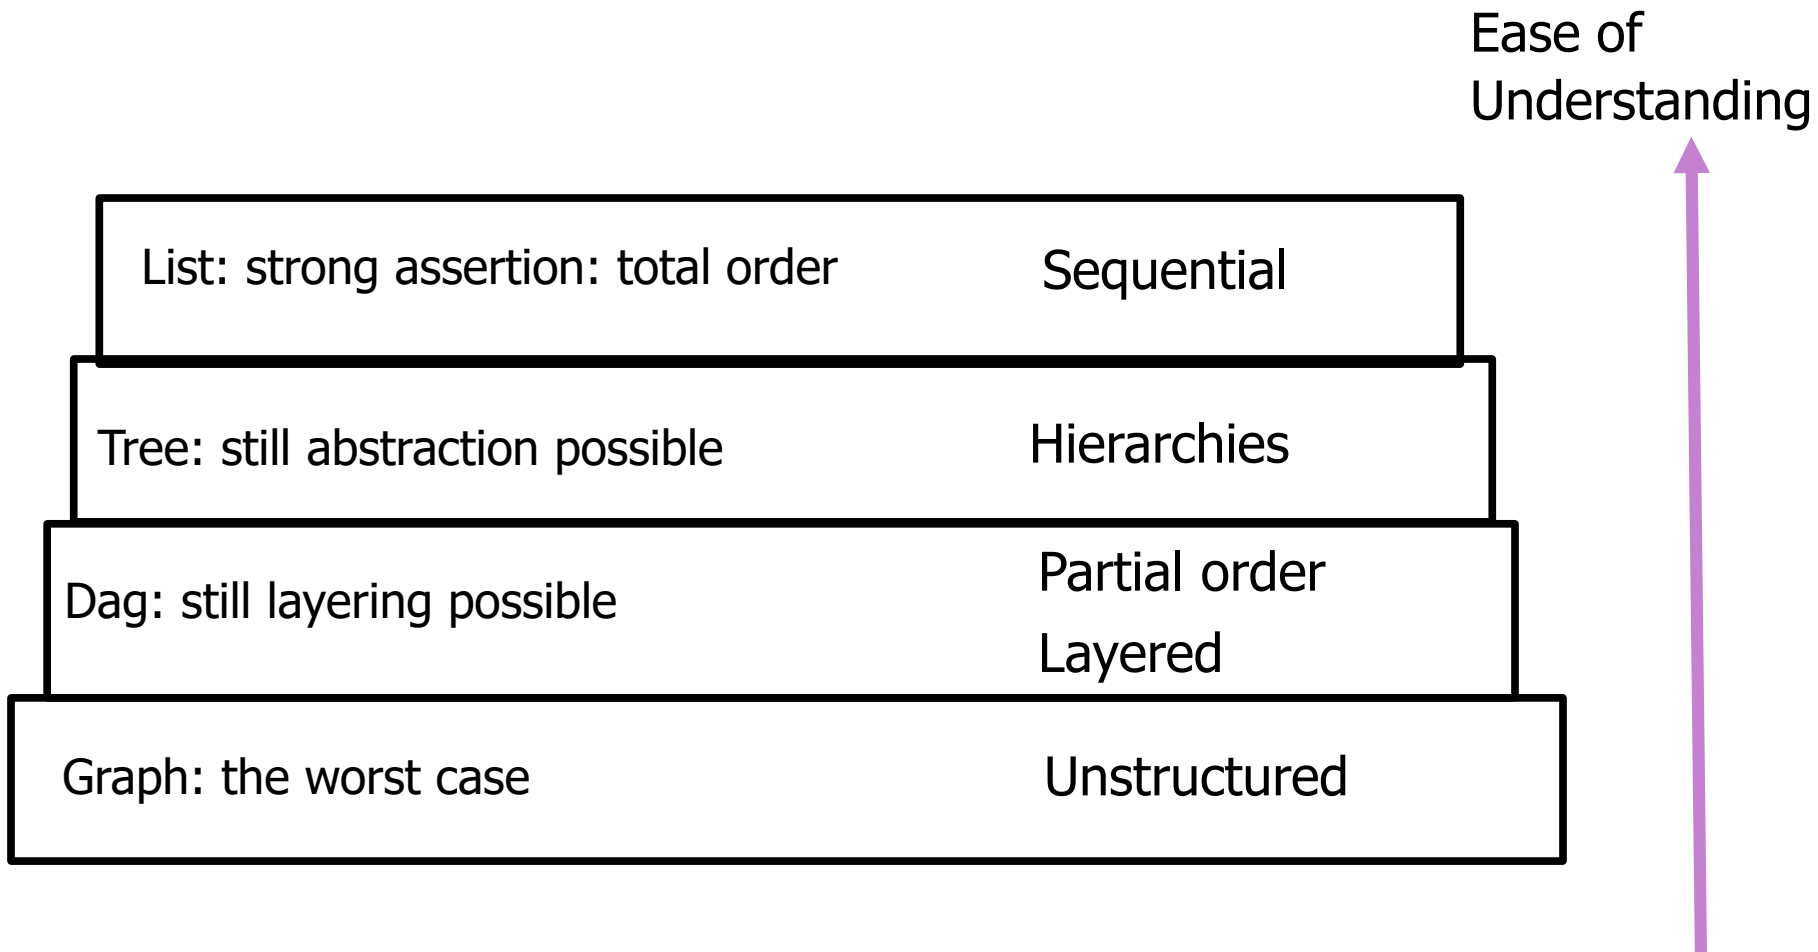 Ease of
Understanding
List: strong assertion: total order
Sequential
Tree: still abstraction possible
Hierarchies
Dag: still layering possible
Partial order
Layered
Graph: the worst case
Unstructured